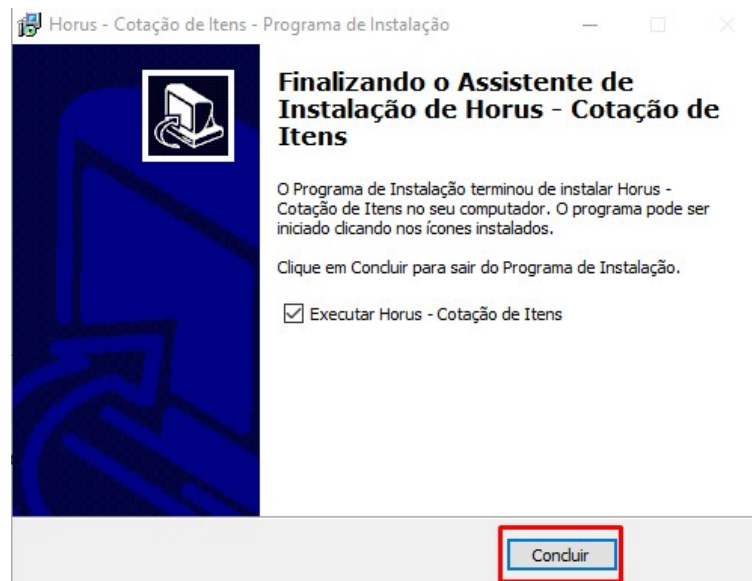 Horus - Cotação de Itens - Programa de Instalação
Finalizando o Assistente de
Instalação de Horus - Cotação de
Itens
O Programa de Instalação terminou de instalar Horus -
Cotação de Itens no seu computador. O programa pode ser
iniciado clicando nos ícones instalados.
Clique em Concluir para sair do Programa de Instalação.
Executar Horus - Cotação de Itens
Concluir